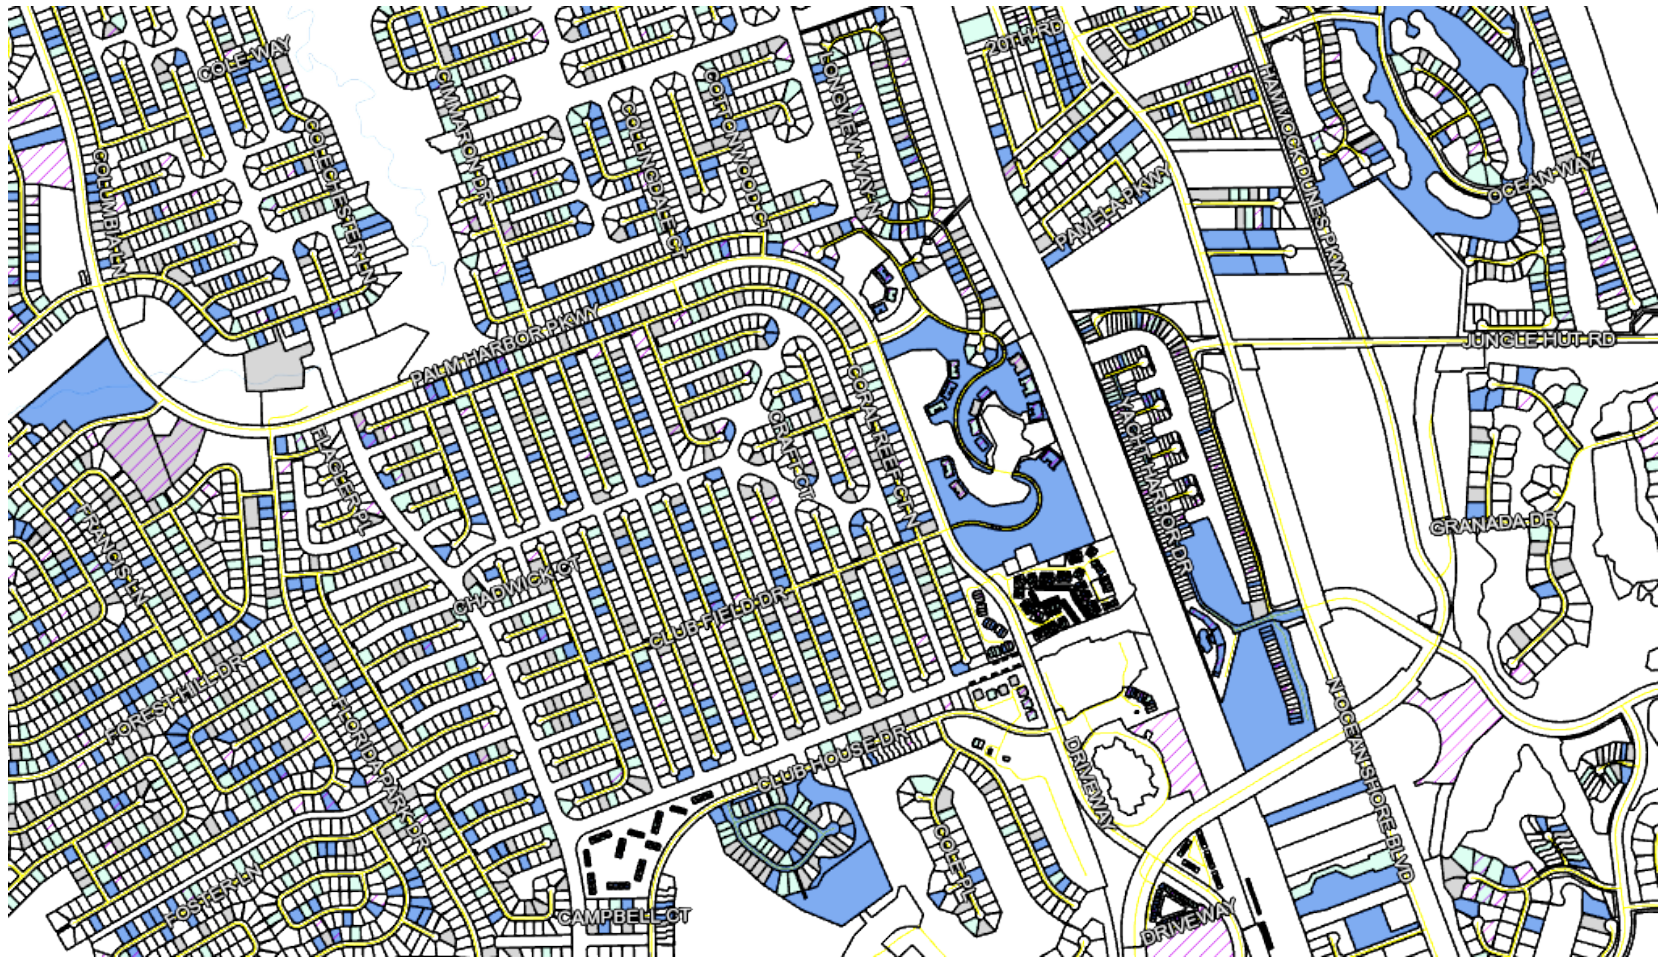 COLE WAY
20TH RD
CIMMARON DR
COLLINGDALE CT
COTTONWOOD CT
LONGVIEW WAY N
HAMMOCK DUNES PKWY
COLUMBIA LN
COLECHESTER LN
OCEAN WAY
PAMELA PKWY
PALM HARBOR PKWY
JUNGLE HUT RD
CORAL REEF CT N
CRAFT CT
YACHT HARBOR DR
FLAGLER PL
GRANADA DR
FRANCIS LN
CHADWICK CT
CLUB FIELD DR
FOREST HILL DR
FLORIDA PARK DR
CLUB HOUSE DR
DRIVEWAY
N OCEAN SHORE BLVD
COLE PL
FOSTER LN
CAMPBELL CT
DRIVEWAY